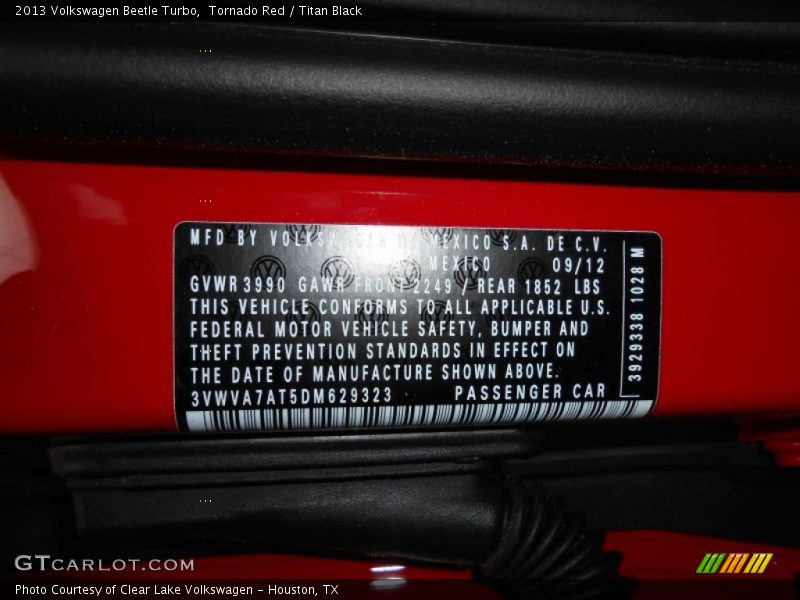 2013 Volkswagen Beetle Turbo, Tornado Red / Titan Black
MFD BY VOLKSWAGEN MEXICO S.A. DE C.V.
MEXICO 09/12
GVWR 3990 GAWR FRONT 2249 / REAR 1852 LBS
THIS VEHICLE CONFORMS TO ALL APPLICABLE U.S.
FEDERAL MOTOR VEHICLE SAFETY, BUMPER AND
THEFT PREVENTION STANDARDS IN EFFECT ON
THE DATE OF MANUFACTURE SHOWN ABOVE.
3VWVA7AT5DM629323 PASSENGER CAR
3929338 1028 M
GTCARLOT.COM
Photo Courtesy of Clear Lake Volkswagen - Houston, TX